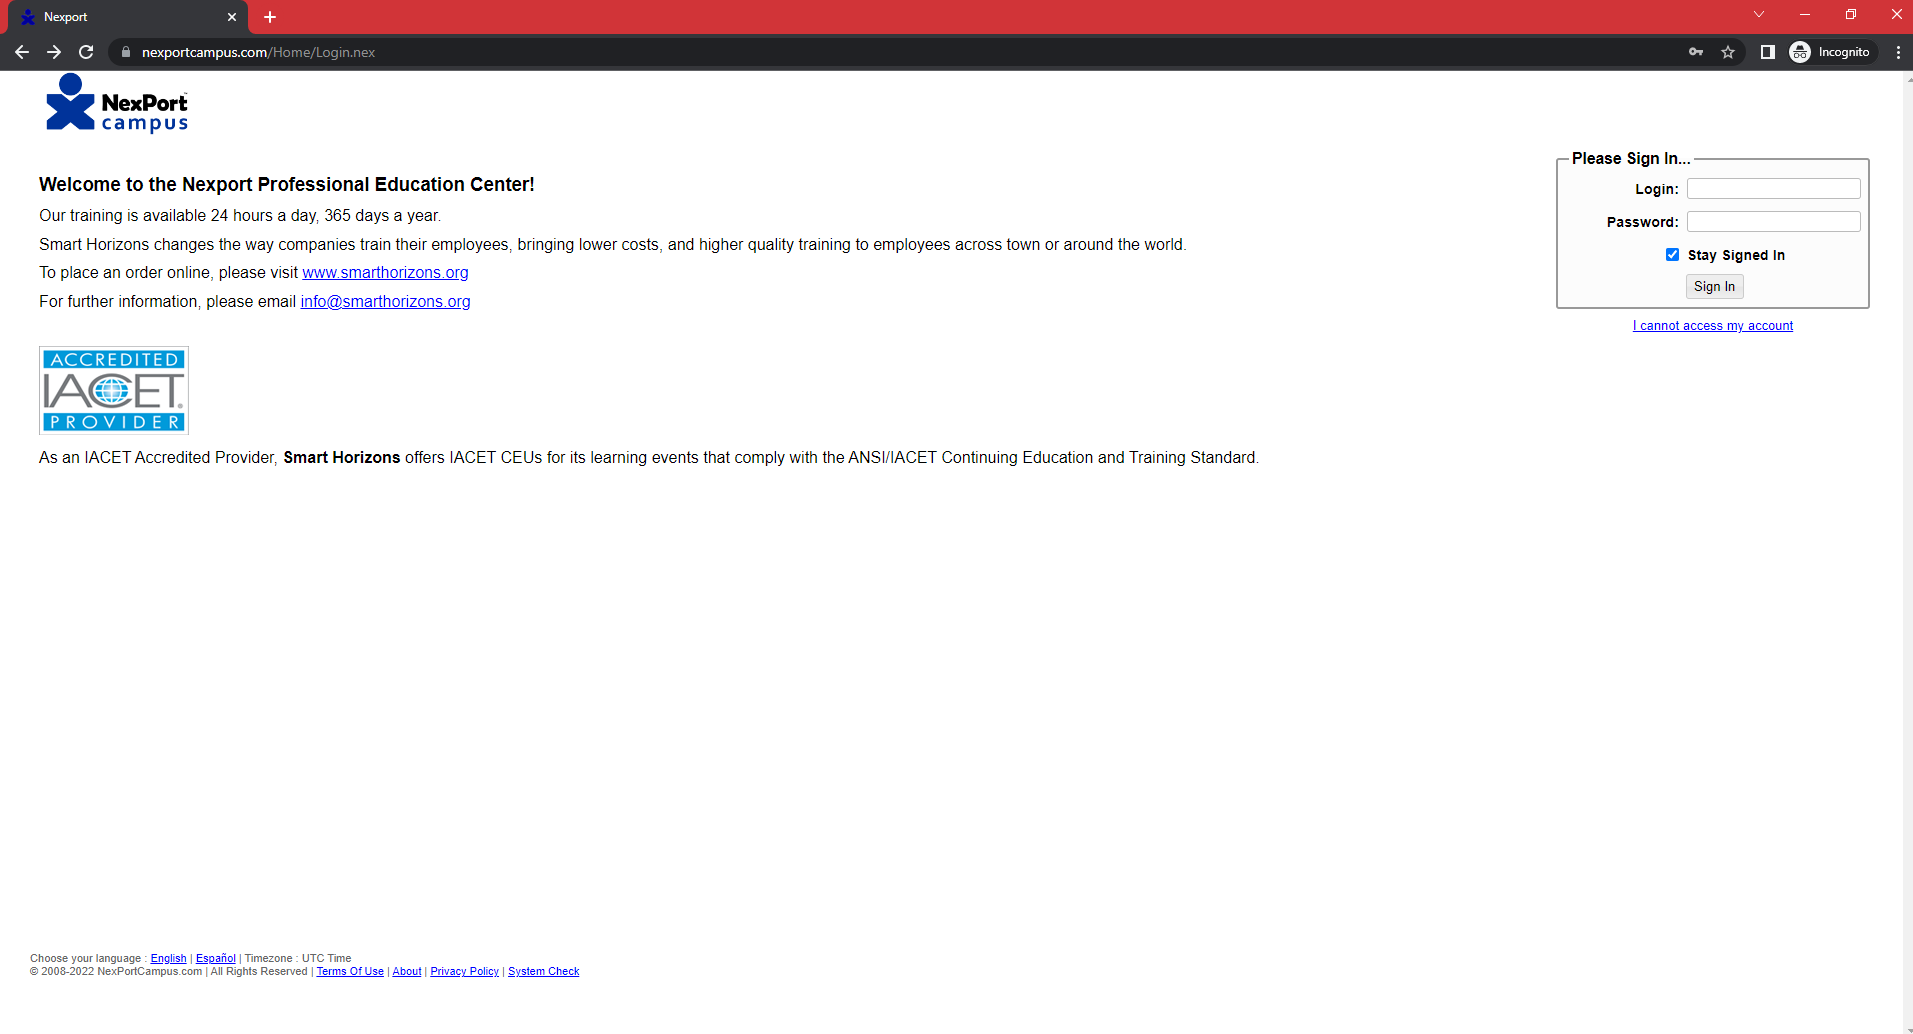 Nexport
nexportcampus.com/Home/Login.nex
Incognito
NexPort™
campus
Welcome to the Nexport Professional Education Center!
Our training is available 24 hours a day, 365 days a year.
Smart Horizons changes the way companies train their employees, bringing lower costs, and higher quality training to employees across town or around the world.
To place an order online, please visit www.smarthorizons.org
For further information, please email info@smarthorizons.org
Please Sign In...
Login:
Password:
Stay Signed In
Sign In
I cannot access my account
ACCREDITED
IACET®
PROVIDER
As an IACET Accredited Provider, Smart Horizons offers IACET CEUs for its learning events that comply with the ANSI/IACET Continuing Education and Training Standard.
Choose your language : English | Español | Timezone : UTC Time
© 2008-2022 NexPortCampus.com | All Rights Reserved | Terms Of Use | About | Privacy Policy | System Check